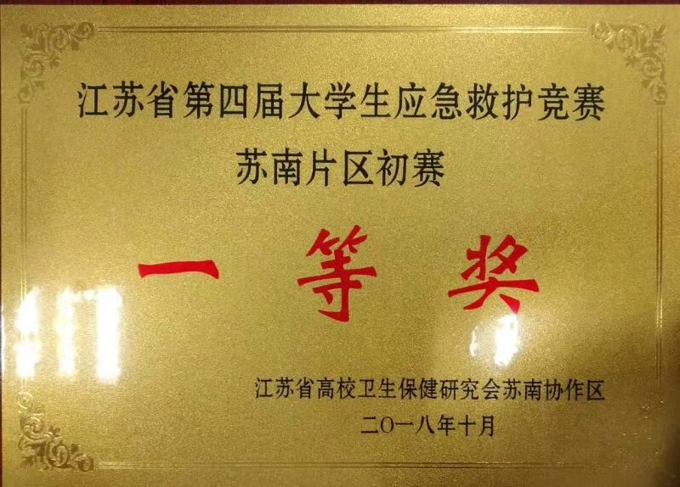 江苏省第四届大学生应急救护竞赛
苏南片区初赛
一等奖
江苏省高校卫生保健研究会苏南协作区
二〇一八年十月